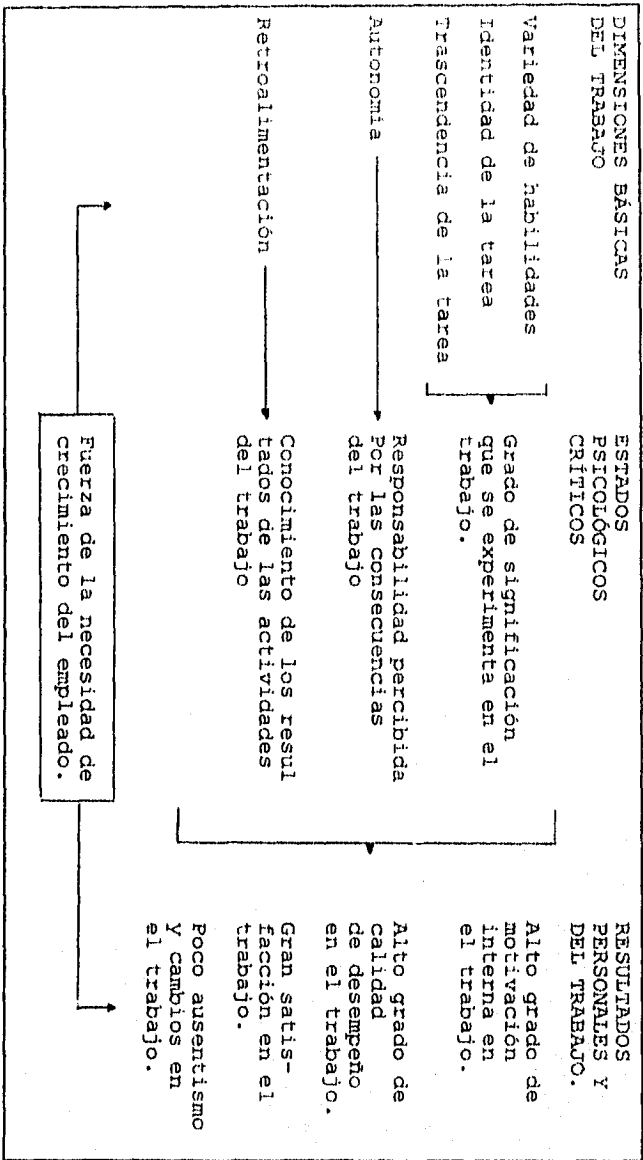 DIMENSIONES BÁSICAS
DEL TRABAJO
Variedad de habilidades
Identidad de la tarea
Trascendencia de la tarea
Autonomía
Retroalimentación
ESTADOS
PSICOLÓGICOS
CRÍTICOS
Grado de significación
que se experimenta en el
trabajo.
Responsabilidad percibida
Por las consecuencias
del trabajo
Conocimiento de los resul
tados de las actividades
del trabajo
RESULTADOS
PERSONALES Y
DEL TRABAJO.
Alto grado de
motivación
interna en
el trabajo.
Alto grado de
calidad
de desempeño
en el trabajo.
Gran satis-
facción en el
trabajo.
Poco ausentismo
y cambios en
el trabajo.
Fuerza de la necesidad de
crecimiento del empleado.